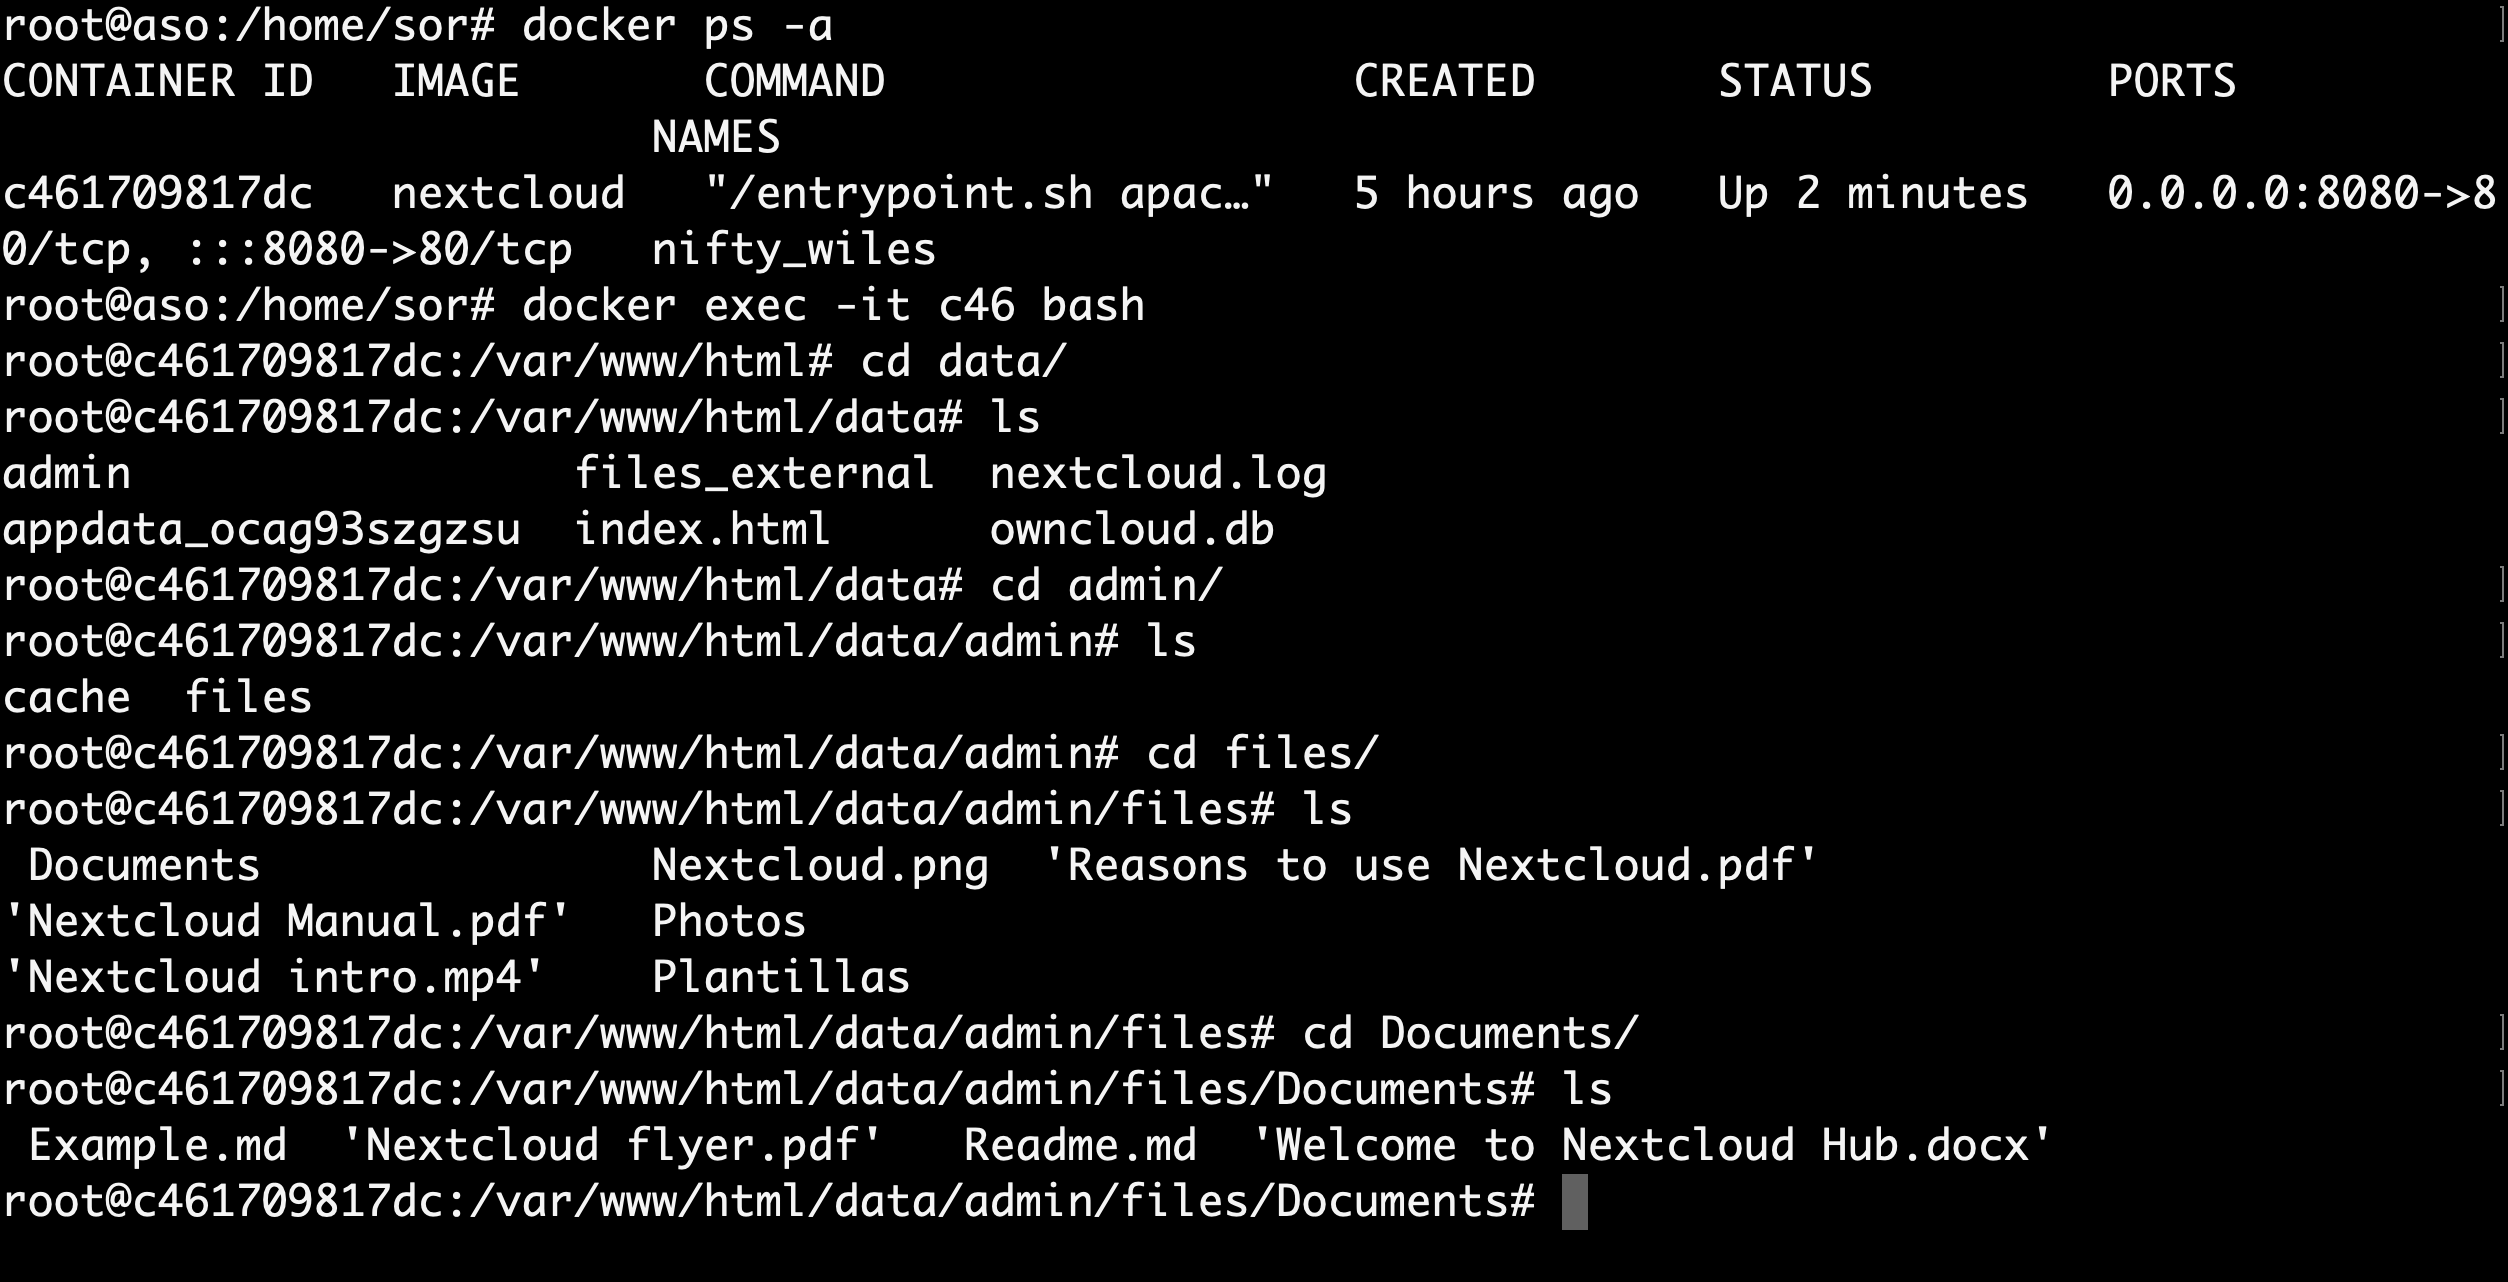 root@aso:/home/sor# docker ps -a
CONTAINER ID   IMAGE       COMMAND                  CREATED       STATUS         PORTS
                         NAMES
c461709817dc   nextcloud   "/entrypoint.sh apac…"   5 hours ago   Up 2 minutes   0.0.0.0:8080->8
0/tcp, :::8080->80/tcp   nifty_wiles
root@aso:/home/sor# docker exec -it c46 bash
root@c461709817dc:/var/www/html# cd data/
root@c461709817dc:/var/www/html/data# ls
admin                 files_external  nextcloud.log
appdata_ocag93szgzsu  index.html      owncloud.db
root@c461709817dc:/var/www/html/data# cd admin/
root@c461709817dc:/var/www/html/data/admin# ls
cache  files
root@c461709817dc:/var/www/html/data/admin# cd files/
root@c461709817dc:/var/www/html/data/admin/files# ls
 Documents               Nextcloud.png  'Reasons to use Nextcloud.pdf'
'Nextcloud Manual.pdf'   Photos
'Nextcloud intro.mp4'    Plantillas
root@c461709817dc:/var/www/html/data/admin/files# cd Documents/
root@c461709817dc:/var/www/html/data/admin/files/Documents# ls
 Example.md  'Nextcloud flyer.pdf'   Readme.md  'Welcome to Nextcloud Hub.docx'
root@c461709817dc:/var/www/html/data/admin/files/Documents#